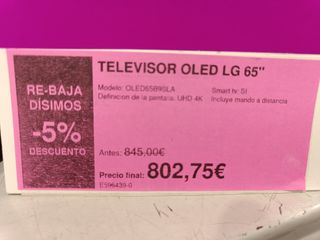 RE-BAJA
DÍSIMOS
-5%
DESCUENTO
TELEVISOR OLED LG 65"
Modelo: OLED65B9SLA Smart tv: SI
Definicion de la pantalla: UHD 4K Incluye mando a distancia
Antes: 845,00€
Precio final: 802,75€
E596439-0